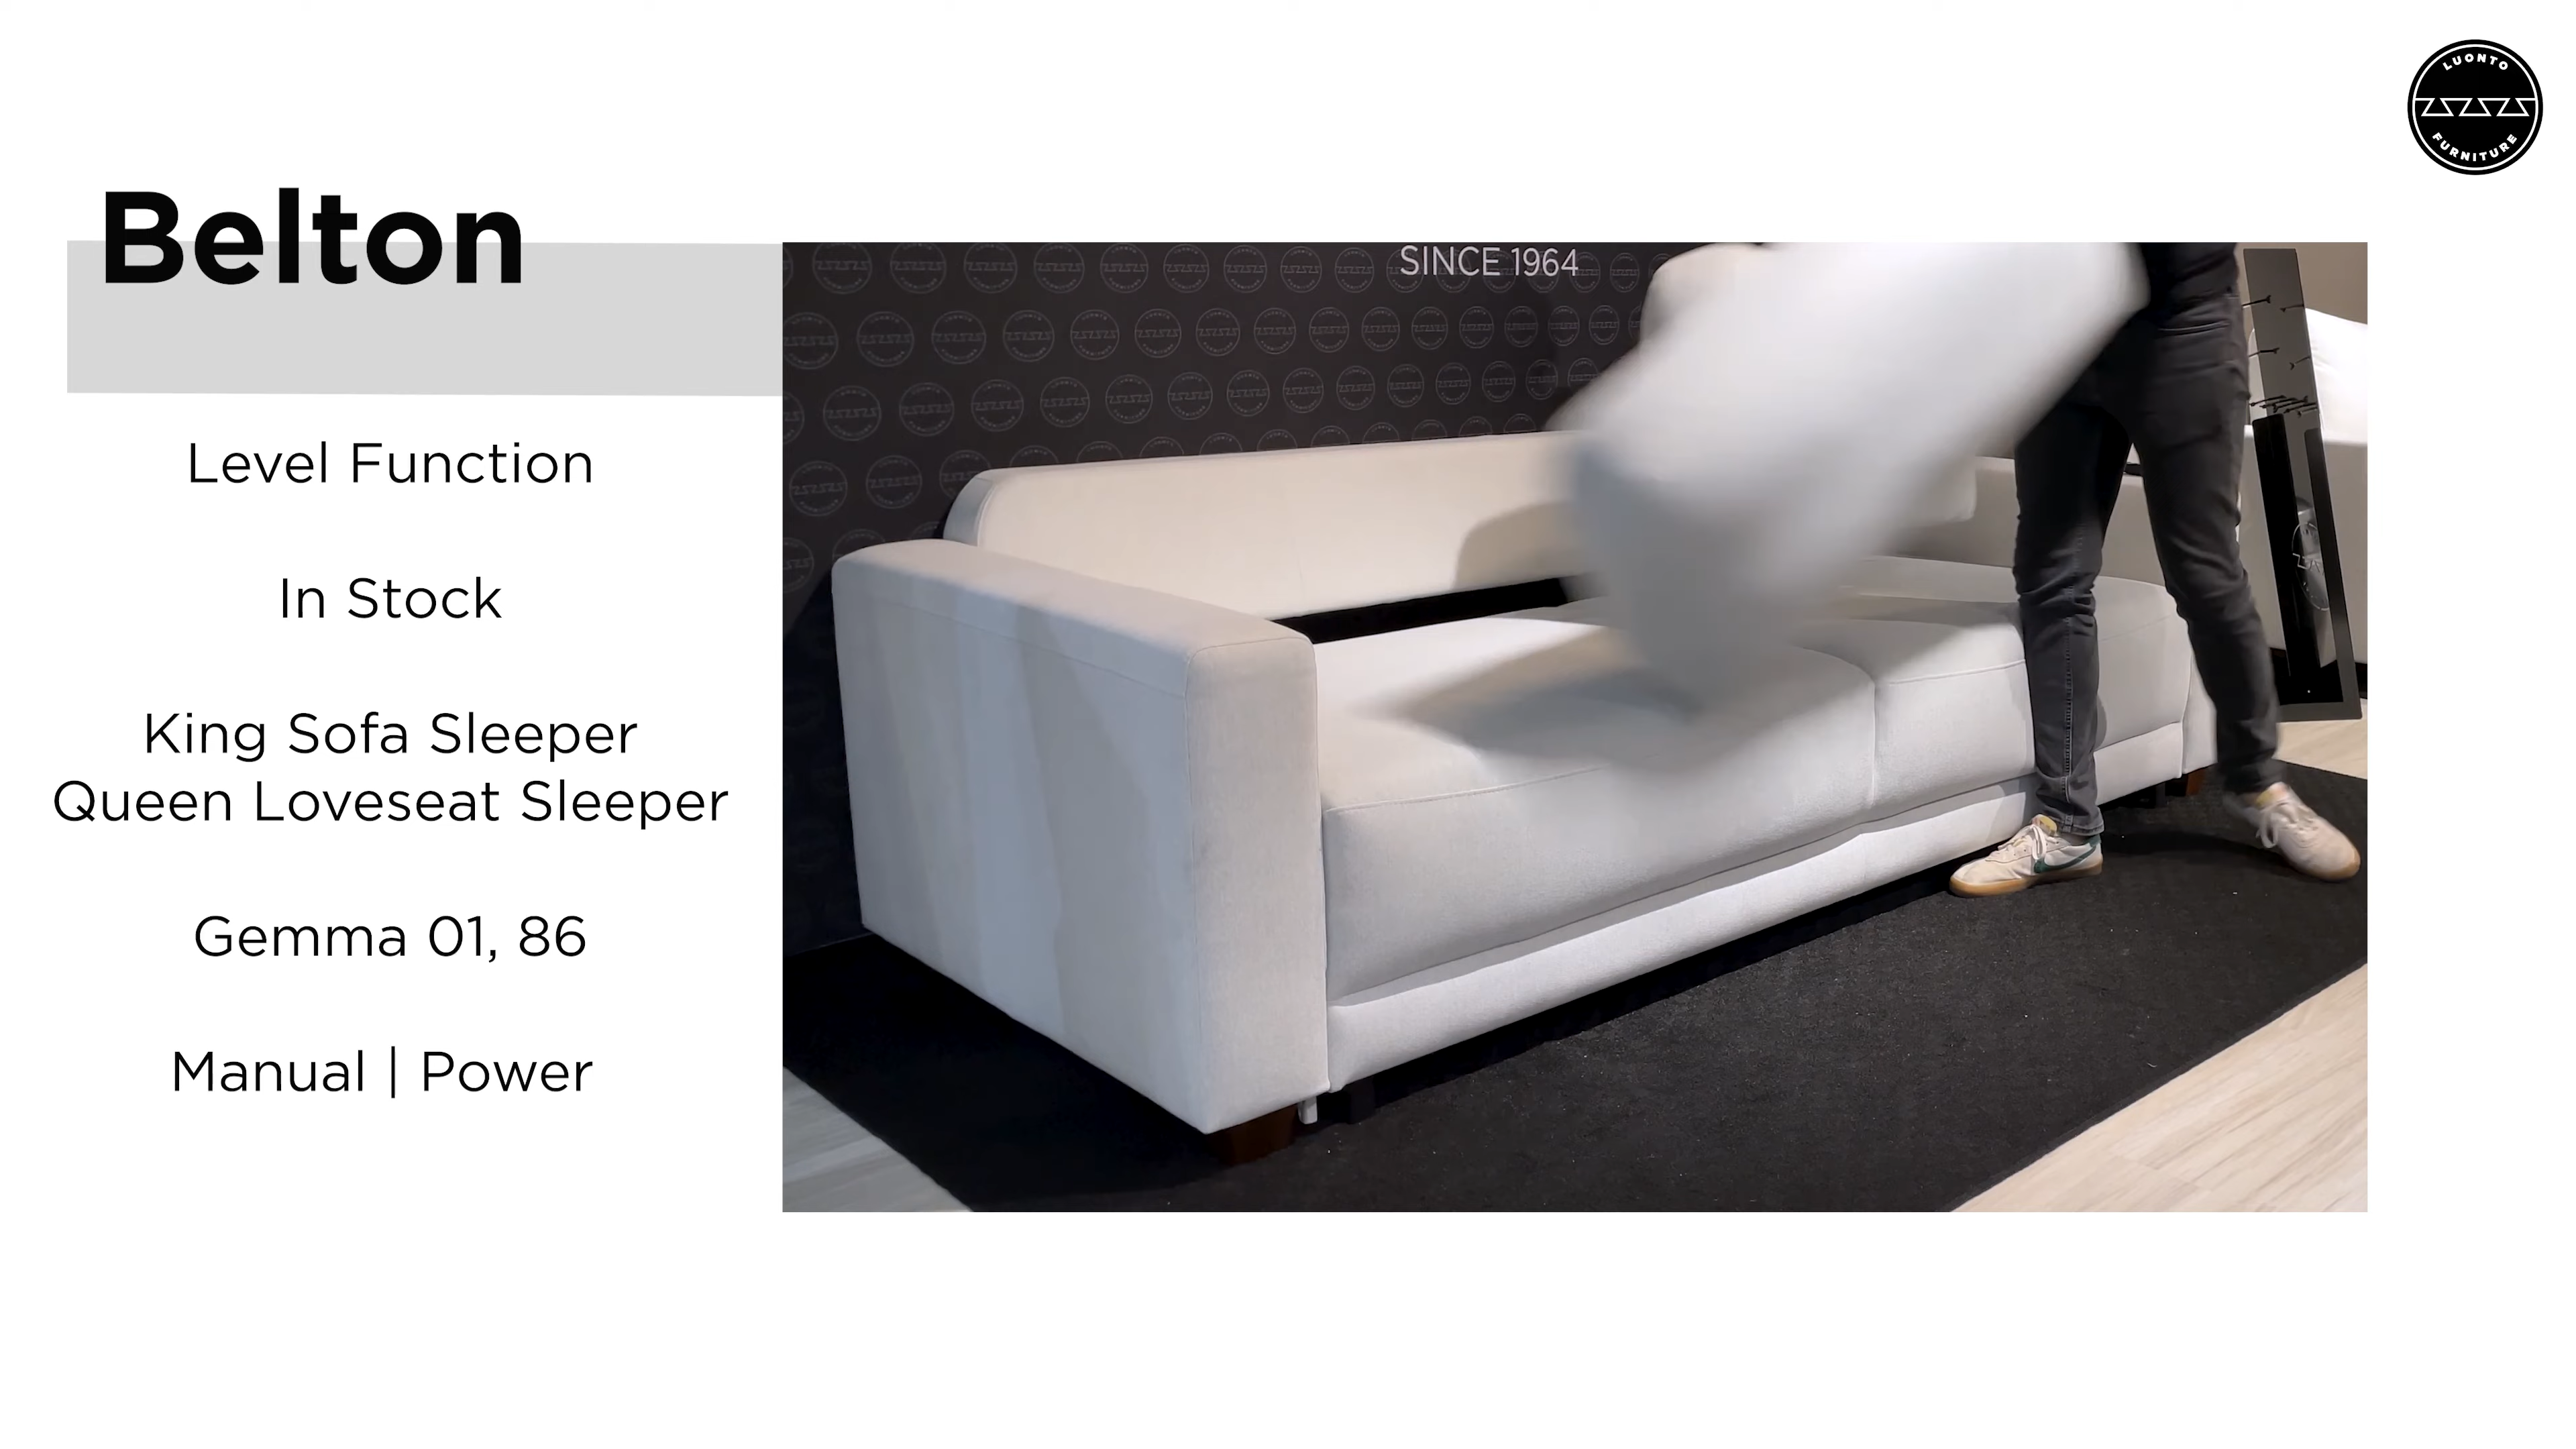 LUONTO
FURNITURE
Belton
SINCE 1964
Level Function
In Stock
King Sofa Sleeper
Queen Loveseat Sleeper
Gemma 01, 86
Manual | Power